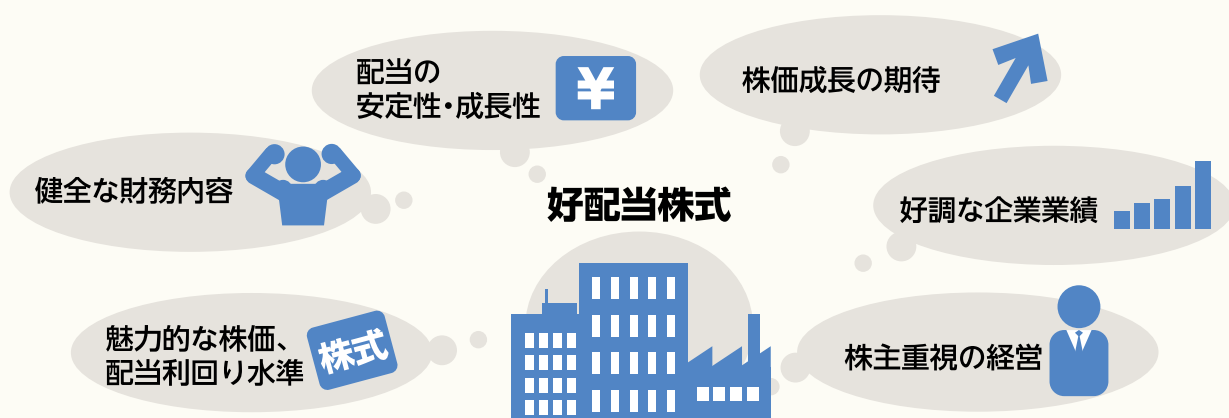 配当の
安定性・成長性
¥
株価成長の期待
健全な財務内容
好配当株式
好調な企業業績
魅力的な株価、
配当利回り水準
株式
株主重視の経営